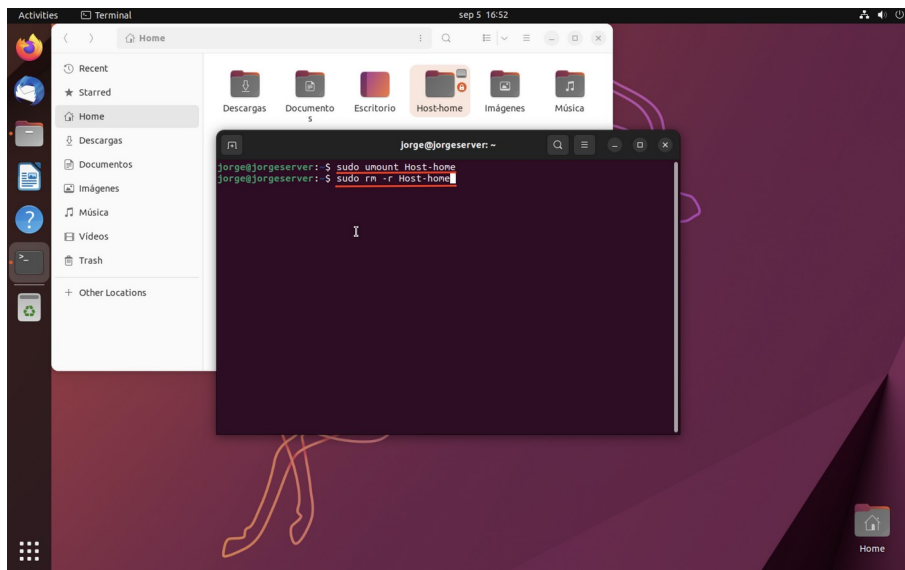 Activities
Terminal
sep 5 16:52
Home
Recent
Starred
Home
Descargas
Documentos
Imágenes
Música
Vídeos
Trash
+ Other Locations
Descargas
Documento
s
Escritorio
Host-home
Imágenes
Música
jorge@jorgeserver: ~
jorge@jorgeserver:~$ sudo umount Host-home
jorge@jorgeserver:~$ sudo rm -r Host-home
Home